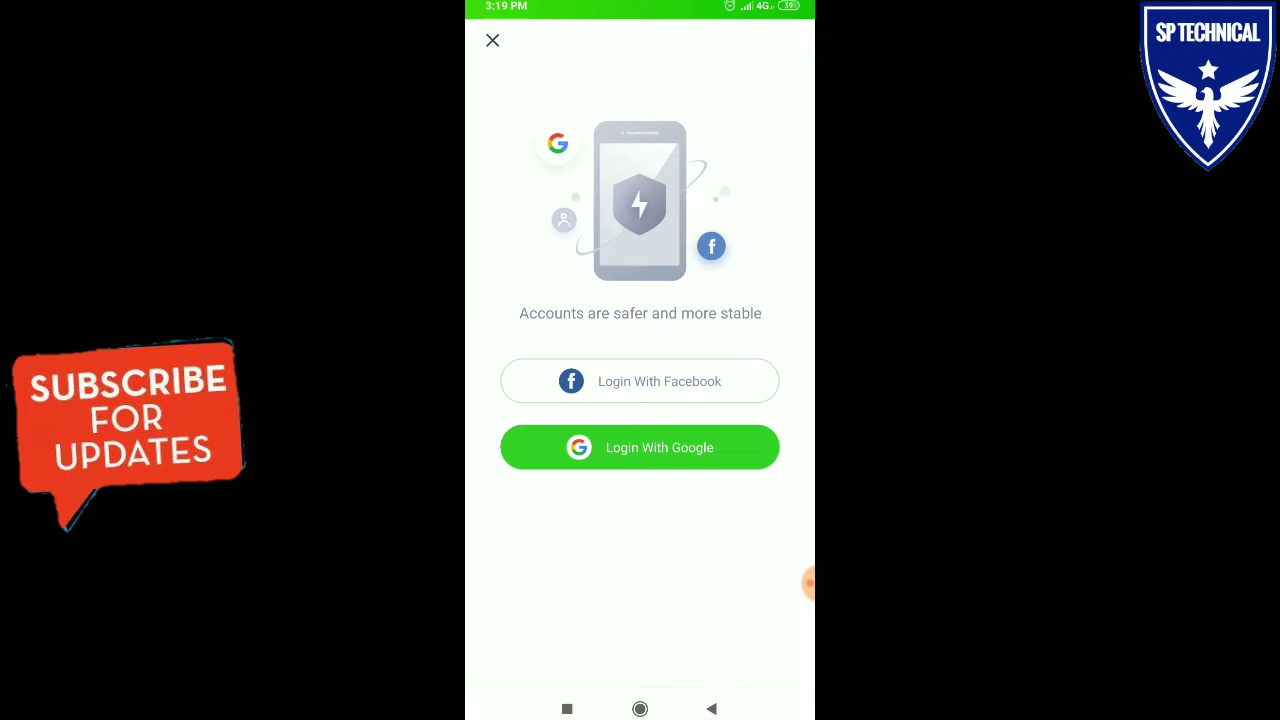 3:19 PM
4G
39
SP TECHNICAL
Accounts are safer and more stable
Login With Facebook
Login With Google
SUBSCRIBE
FOR
UPDATES